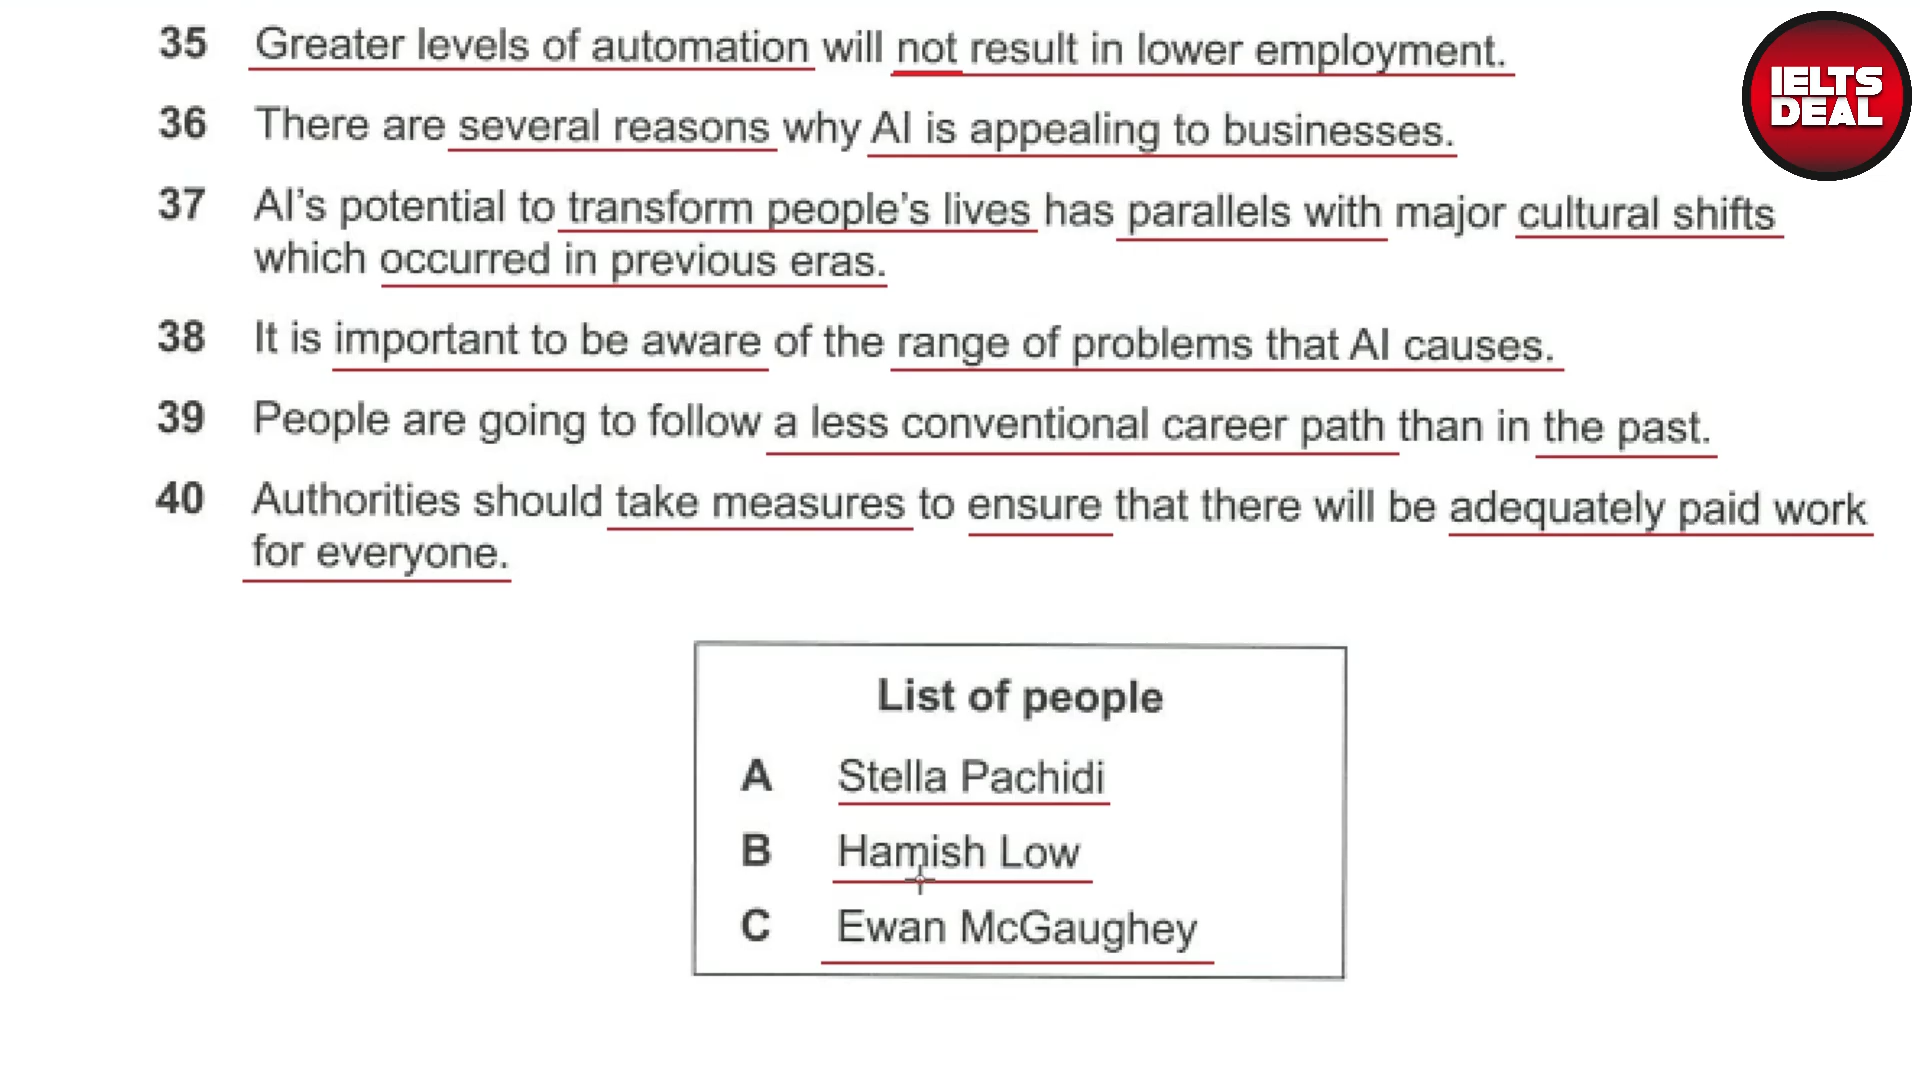 35 Greater levels of automation will not result in lower employment.
IELTS
DEAL
36 There are several reasons why AI is appealing to businesses.
37 AI's potential to transform people's lives has parallels with major cultural shifts
which occurred in previous eras.
38 It is important to be aware of the range of problems that AI causes.
39 People are going to follow a less conventional career path than in the past.
40 Authorities should take measures to ensure that there will be adequately paid work
for everyone.
List of people
A Stella Pachidi
B Hamish Low
C Ewan McGaughey